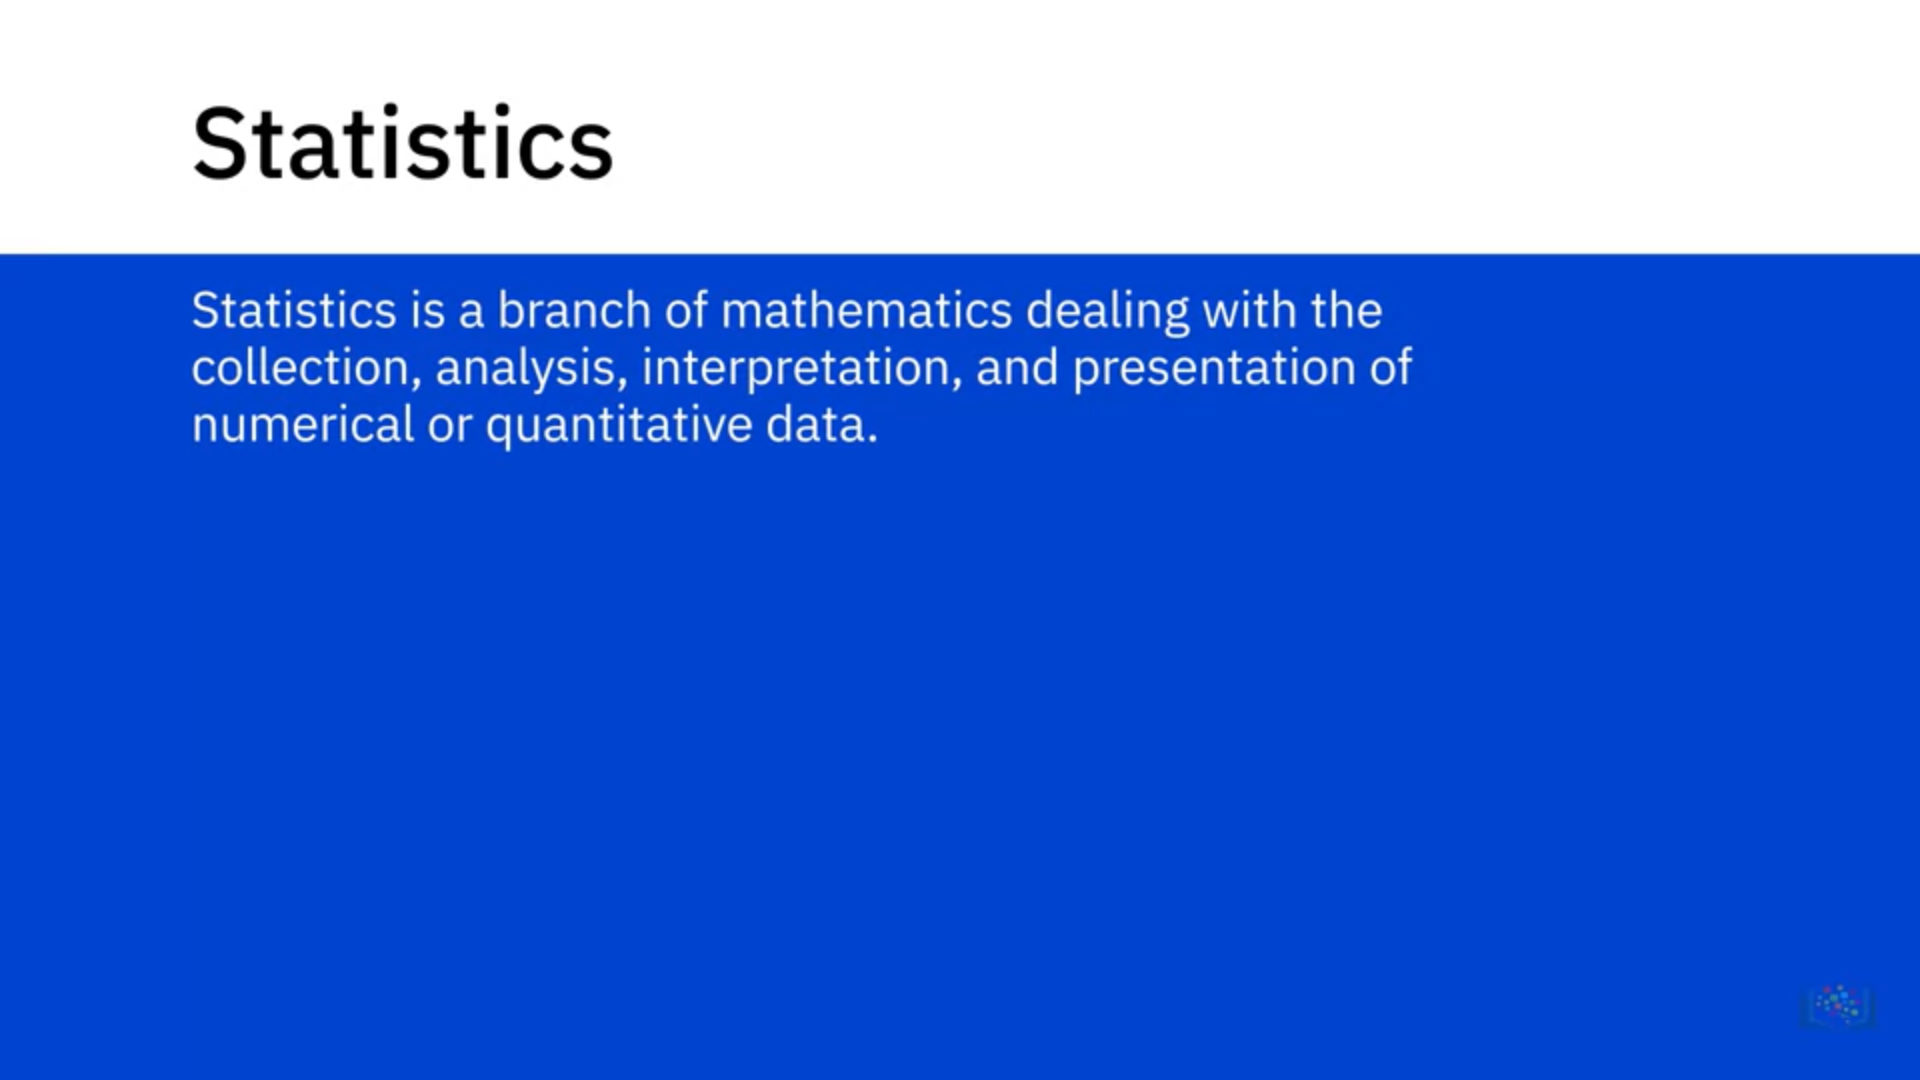 Statistics
Statistics is a branch of mathematics dealing with the
collection, analysis, interpretation, and presentation of
numerical or quantitative data.